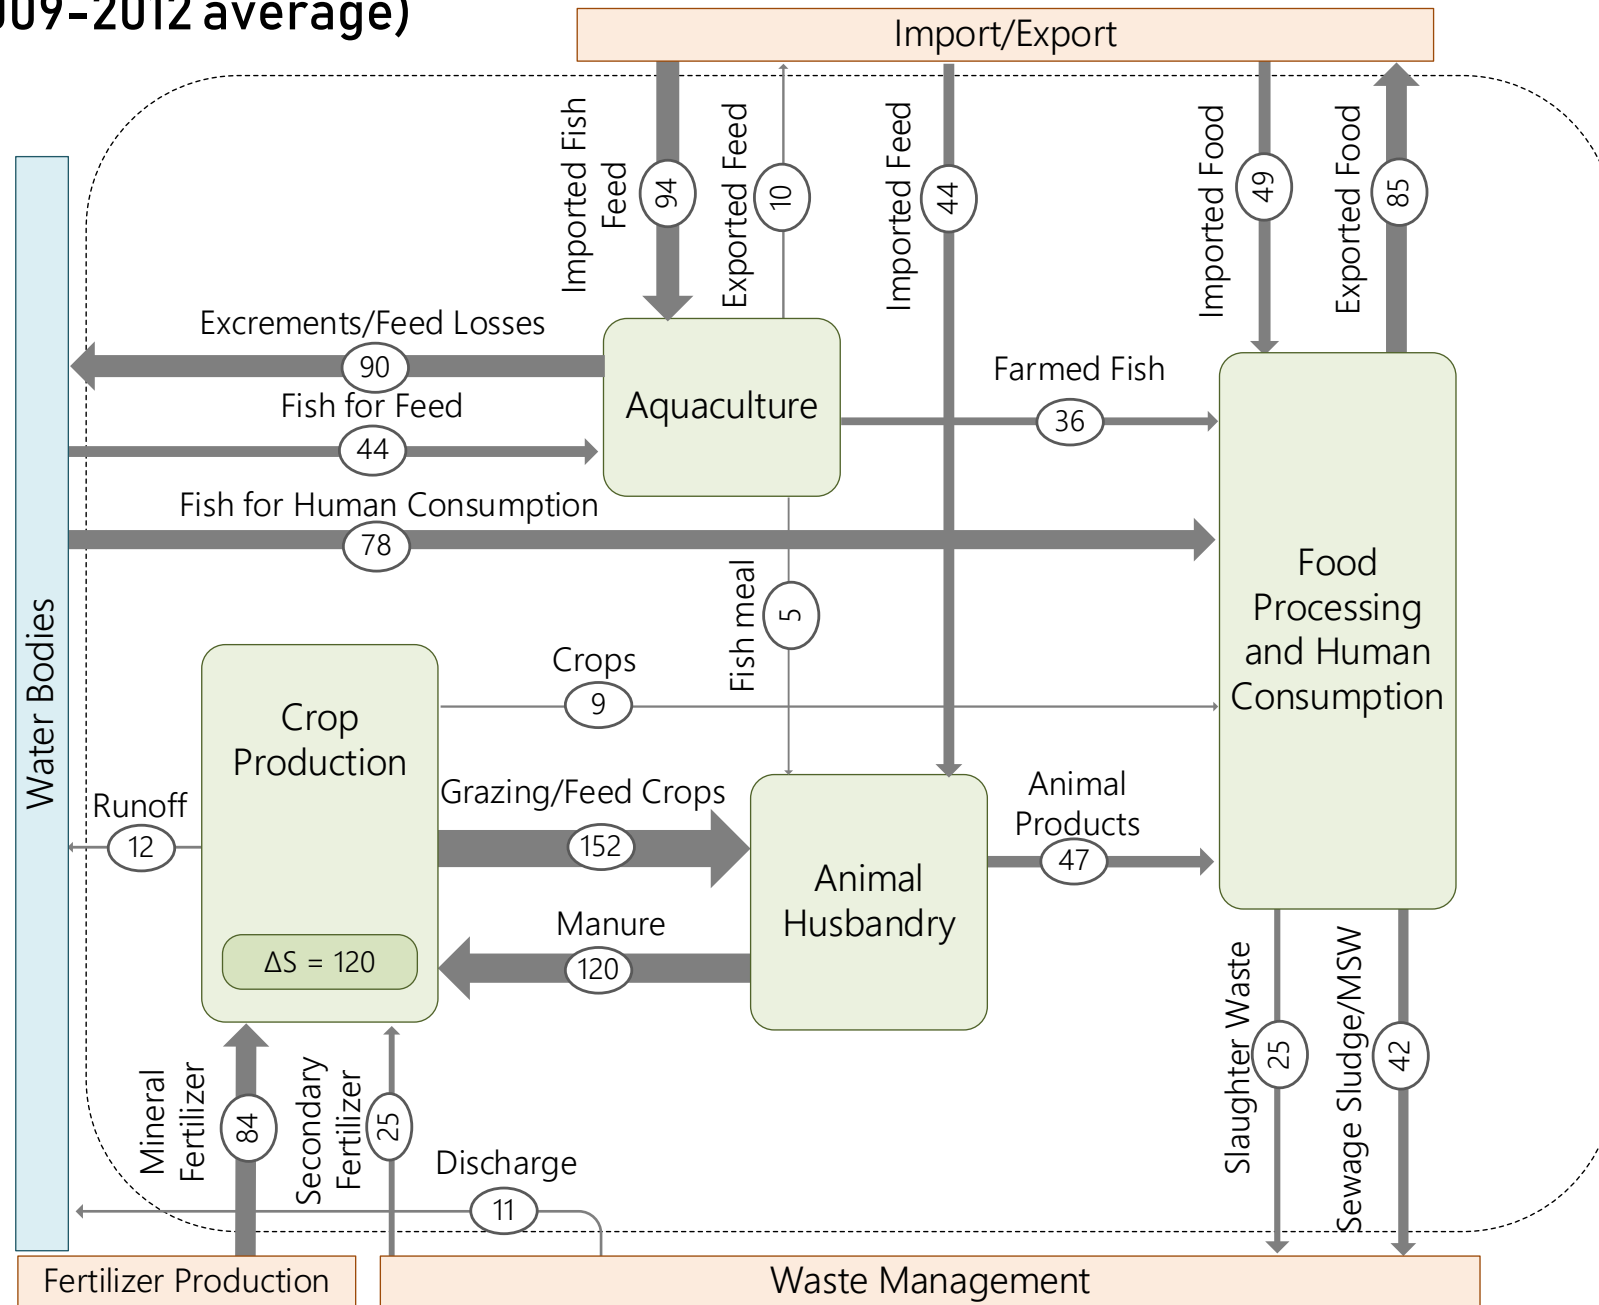 009-2012 average)
Import/Export
Imported Fish
Feed
94
Exported Feed
10
Imported Feed
44
Imported Food
49
Exported Food
85
Excrements/Feed Losses
90
Fish for Feed
44
Aquaculture
Farmed Fish
36
Fish for Human Consumption
78
Fish meal
5
Food
Processing
and Human
Consumption
Water Bodies
Crop
Production
Crops
9
Runoff
12
Grazing/Feed Crops
152
Animal
Products
47
Animal
Husbandry
Manure
120
ΔS = 120
Mineral
Fertilizer
84
Secondary
Fertilizer
25
Discharge
11
Slaughter Waste
25
Sewage Sludge/MSW
42
Fertilizer Production
Waste Management